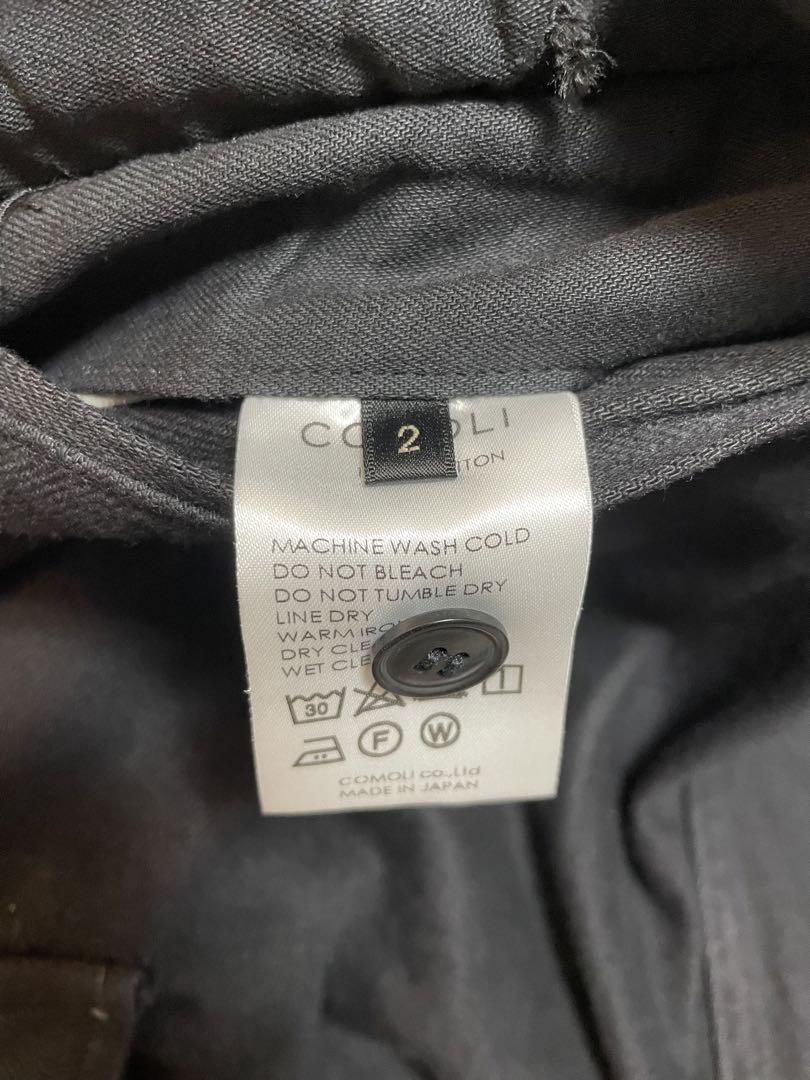 2
MACHINE WASH COLD
DO NOT BLEACH
DO NOT TUMBLE DRY
LINE DRY
WARM
DRY
WET
30
F W
COMOLI CO.,Ltd
MADE IN JAPAN